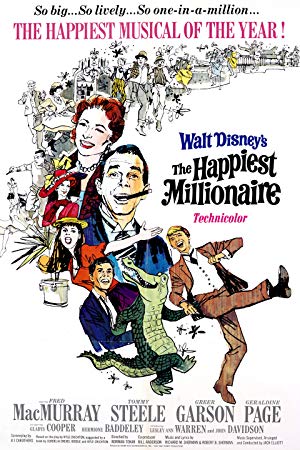 So big...So lively...So one-in-a-million...
THE HAPPIEST MUSICAL OF THE YEAR!
Walt Disney's
The Happiest
Millionaire
Technicolor
FRED TOMMY GREER GERALDINE
MacMURRAY STEELE GARSON PAGE
GLADYS COOPER HERMIONE BADDELEY LESLEY ANN WARREN and JOHN DAVIDSON